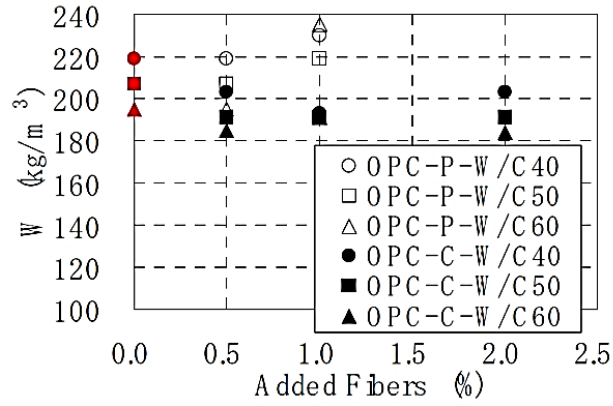 240
220
200
180
160
140
120
100
W (kg/m³)
OPC-P-W/C40
OPC-P-W/C50
OPC-P-W/C60
OPC-C-W/C40
OPC-C-W/C50
OPC-C-W/C60
0.0 0.5 1.0 1.5 2.0 2.5
Added Fibers (%)